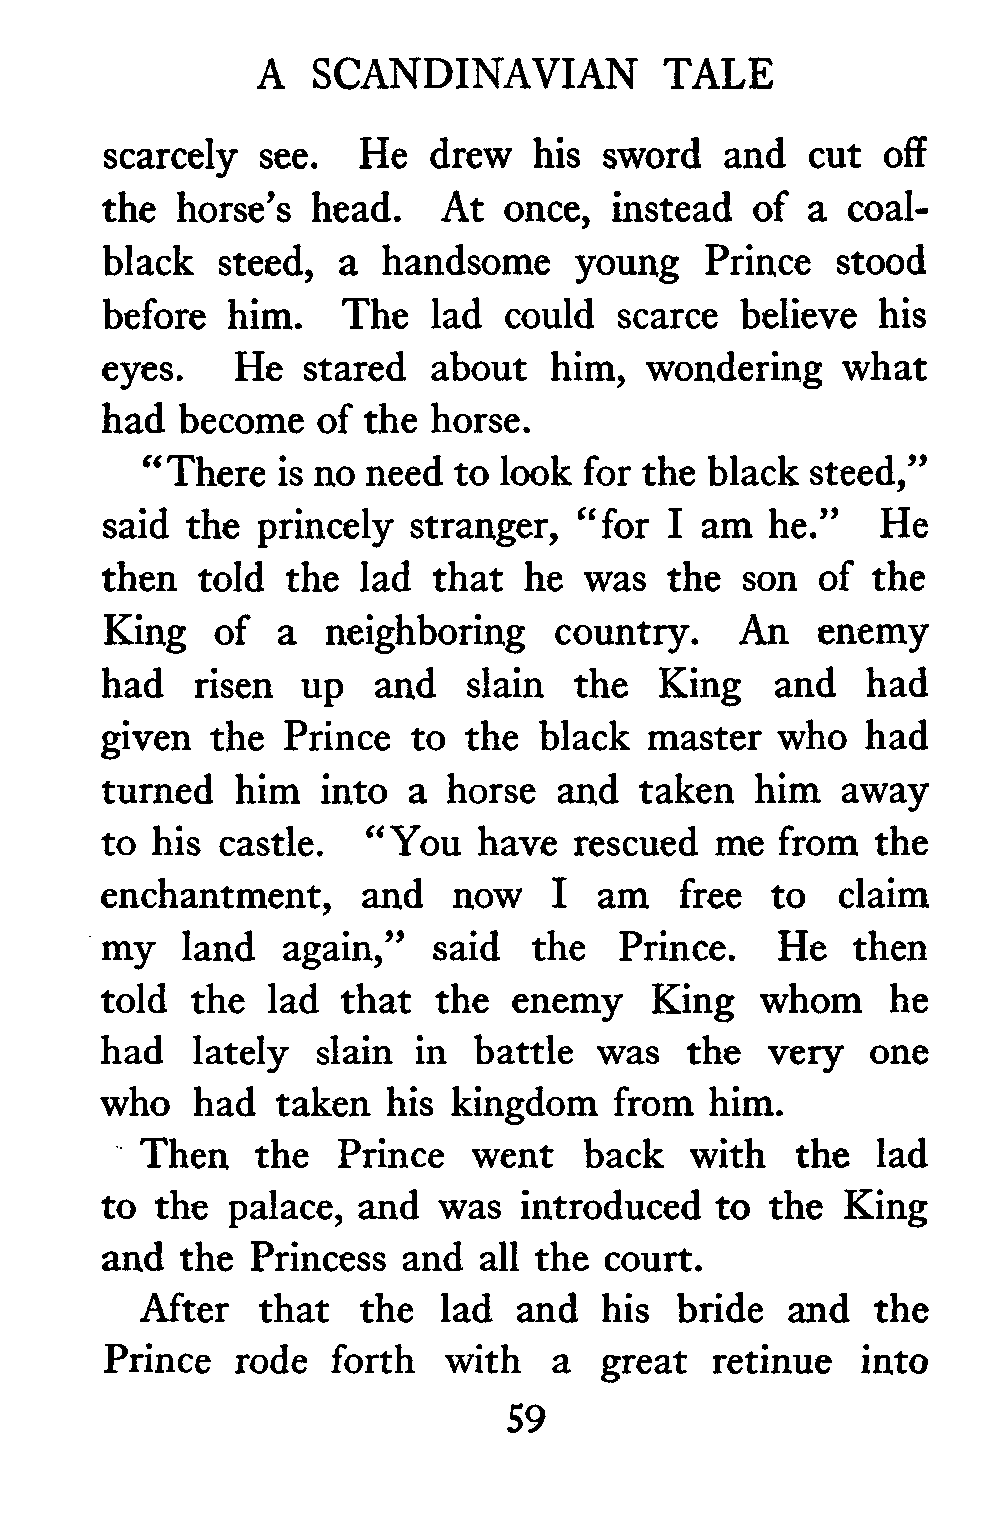 A SCANDINAVIAN TALE
scarcely see. He drew his sword and cut off
the horse's head. At once, instead of a coal-
black steed, a handsome young Prince stood
before him. The lad could scarce believe his
eyes. He stared about him, wondering what
had become of the horse.
"There is no need to look for the black steed,"
said the princely stranger, "for I am he." He
then told the lad that he was the son of the
King of a neighboring country. An enemy
had risen up and slain the King and had
given the Prince to the black master who had
turned him into a horse and taken him away
to his castle. "You have rescued me from the
enchantment, and now I am free to claim
my land again," said the Prince. He then
told the lad that the enemy King whom he
had lately slain in battle was the very one
who had taken his kingdom from him.
Then the Prince went back with the lad
to the palace, and was introduced to the King
and the Princess and all the court.
After that the lad and his bride and the
Prince rode forth with a great retinue into
59